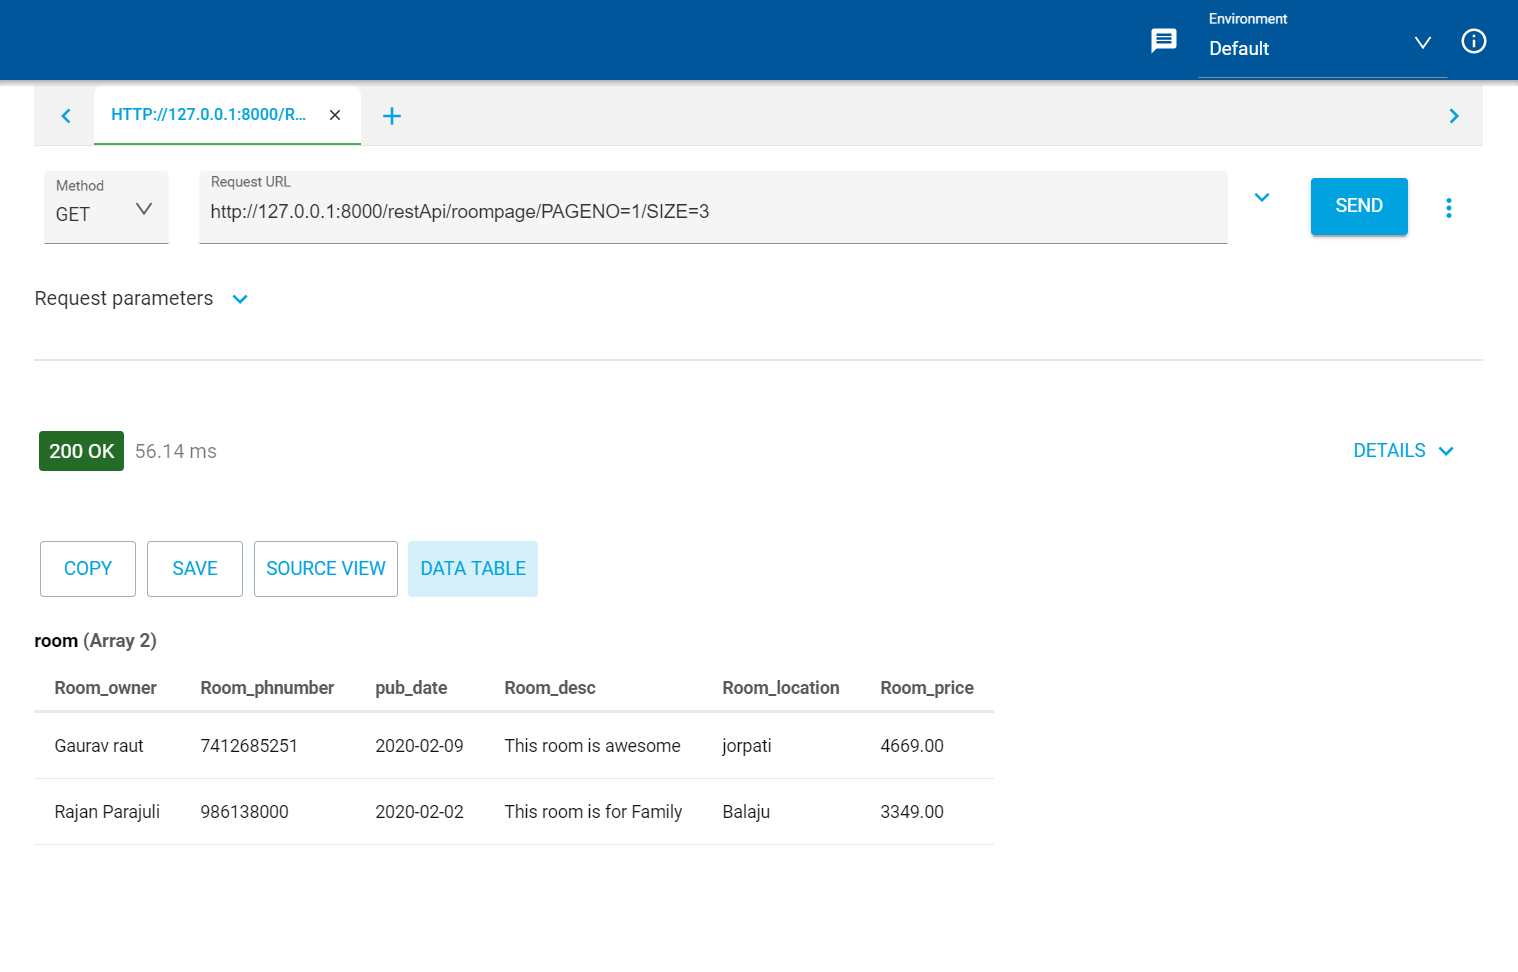 Environment
Default
HTTP://127.0.0.1:8000/R...
Method
GET
Request URL
http://127.0.0.1:8000/restApi/roompage/PAGENO=1/SIZE=3
SEND
Request parameters
200 OK 56.14 ms
DETAILS
COPY SAVE SOURCE VIEW DATA TABLE
room (Array 2)
Room_owner Room_phnumber pub_date Room_desc Room_location Room_price
Gaurav raut 7412685251 2020-02-09 This room is awesome jorpati 4669.00
Rajan Parajuli 986138000 2020-02-02 This room is for Family Balaju 3349.00